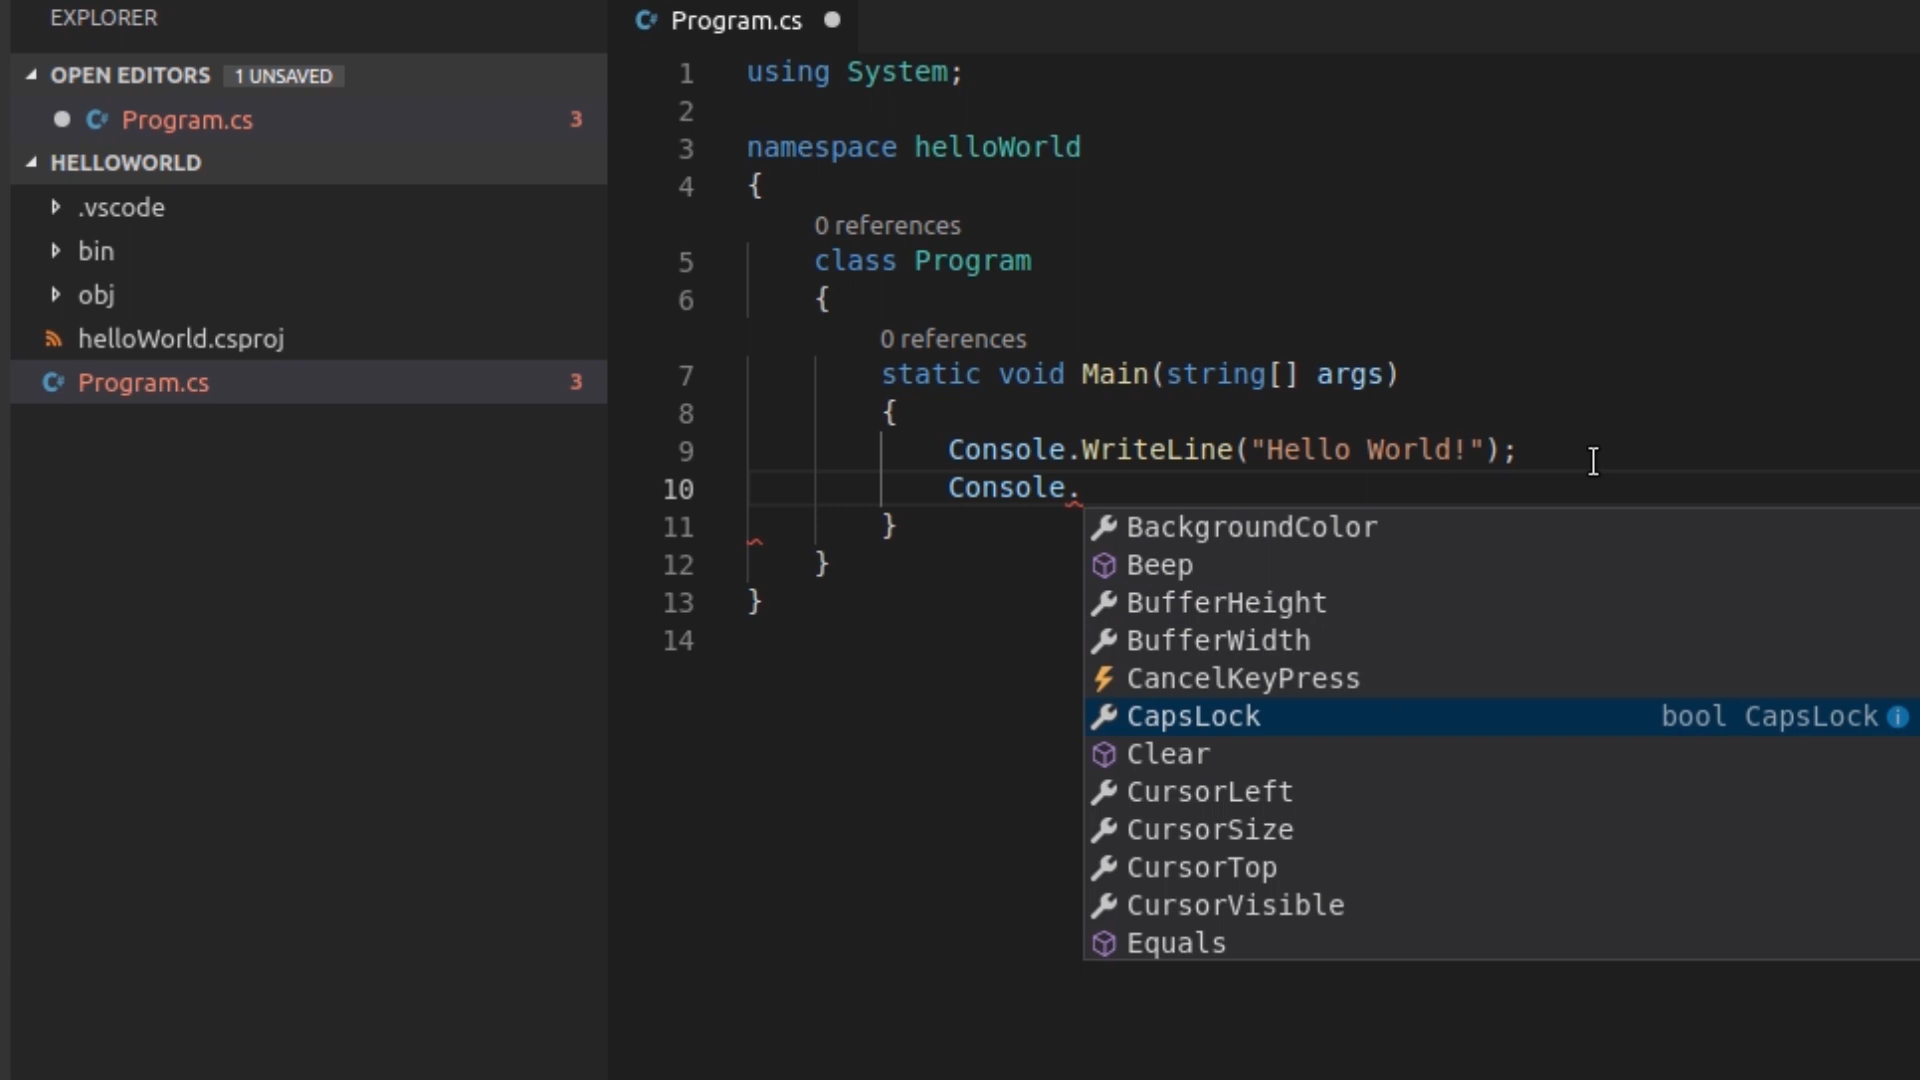 EXPLORER
OPEN EDITORS 1 UNSAVED
Program.cs 3
HELLOWORLD
.vscode
bin
obj
helloWorld.csproj
Program.cs 3
Program.cs
1 using System;
2
3 namespace helloWorld
4 {
0 references
5 class Program
6 {
0 references
7 static void Main(string[] args)
8 {
9 Console.WriteLine("Hello World!");
10 Console.
11 }
12 }
13 }
14
BackgroundColor
Beep
BufferHeight
BufferWidth
CancelKeyPress
CapsLock bool CapsLock
Clear
CursorLeft
CursorSize
CursorTop
CursorVisible
Equals